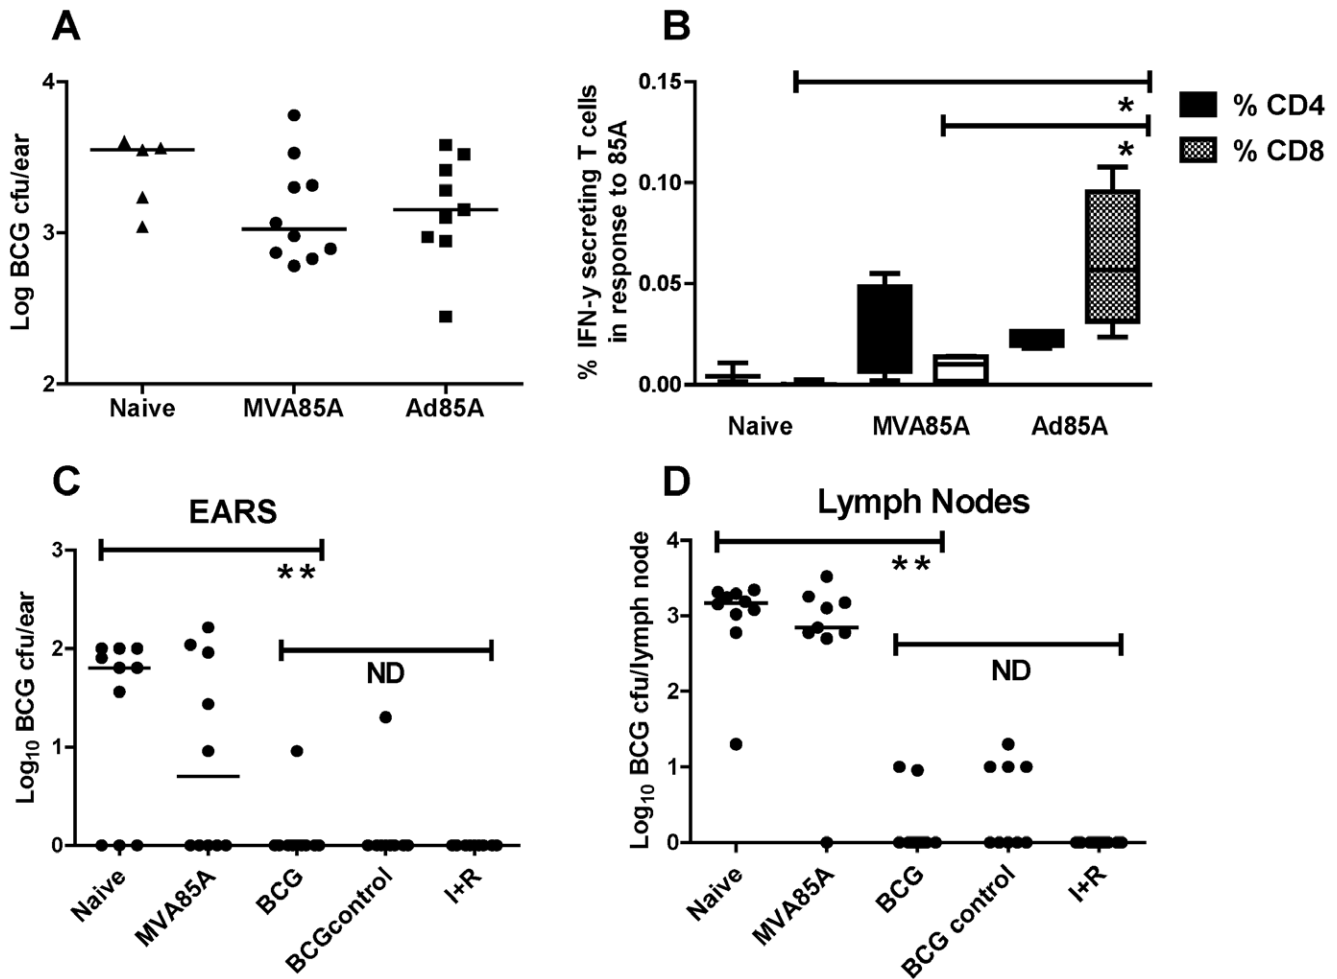 A
Log BCG cfu/ear
4
3
2
Naive MVA85A Ad85A
B
% IFN-y secreting T cells
in response to 85A
0.15
0.10
0.05
0.00
*
*
% CD4
% CD8
Naive MVA85A Ad85A
C
EARS
Log₁₀ BCG cfu/ear
3
2
1
0
**
ND
Naive
MVA85A
BCG
BCGcontrol
I+R
D
Lymph Nodes
Log₁₀ BCG cfu/lymph node
4
3
2
1
0
**
ND
Naive
MVA85A
BCG
BCG control
I+R